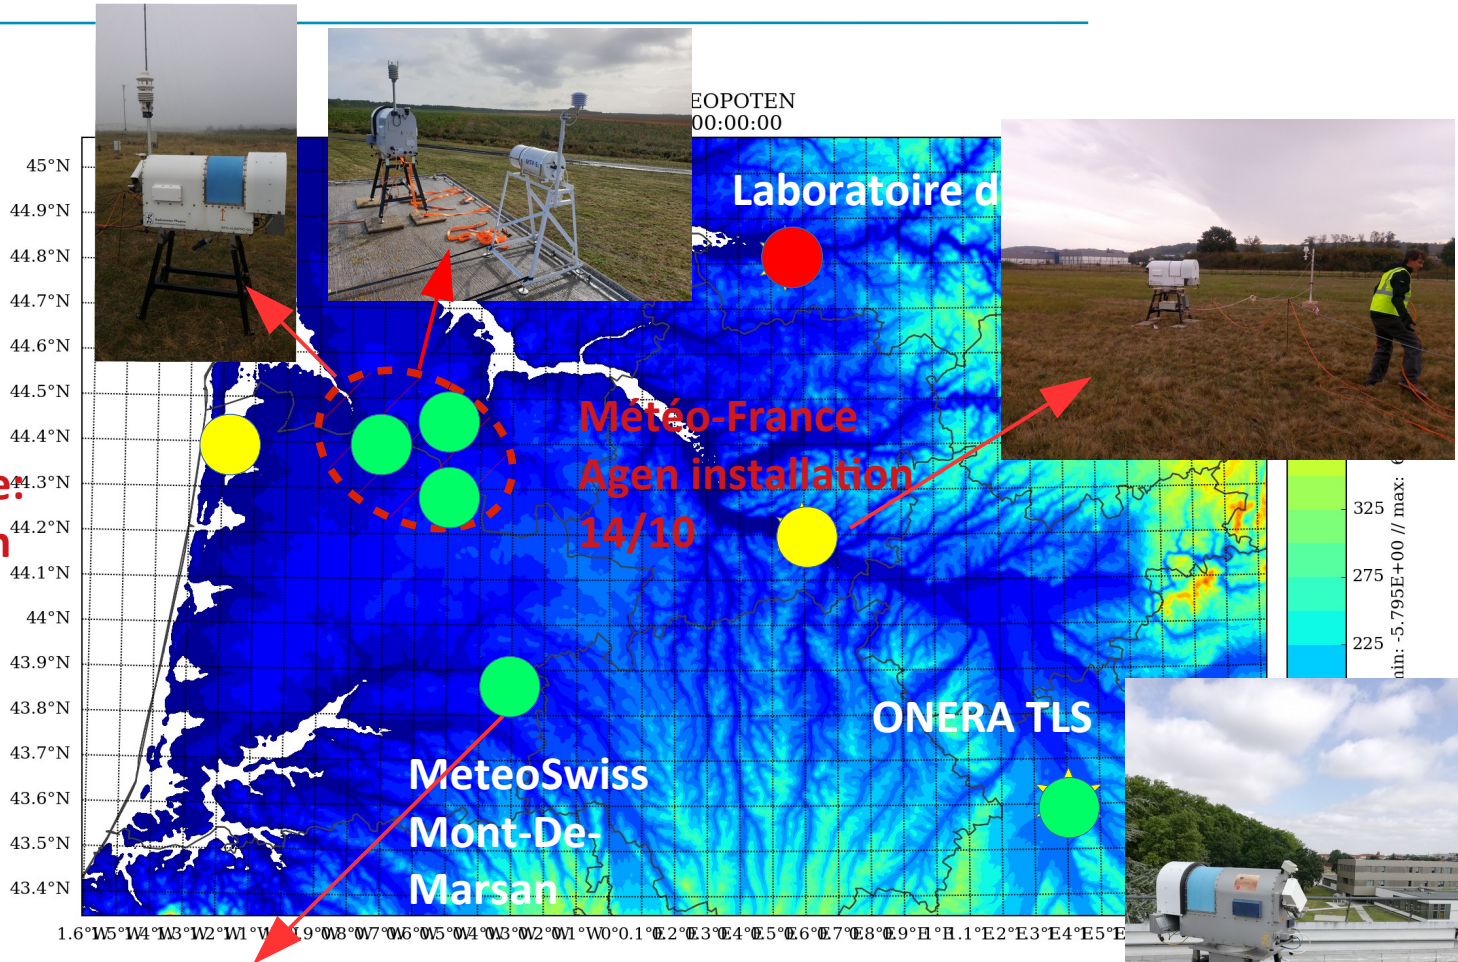 EOPOTEN
00:00:00
45°N
44.9°N
44.8°N
44.7°N
44.6°N
44.5°N
44.4°N
44.3°N
44.2°N
44.1°N
44°N
43.9°N
43.8°N
43.7°N
43.6°N
43.5°N
43.4°N
Laboratoire d
e:
n
Météo-France
Agen installation
14/10
MeteoSwiss
Mont-De-
Marsan
ONERA TLS
325
275
225
min: -5.795E+00 // max: 6